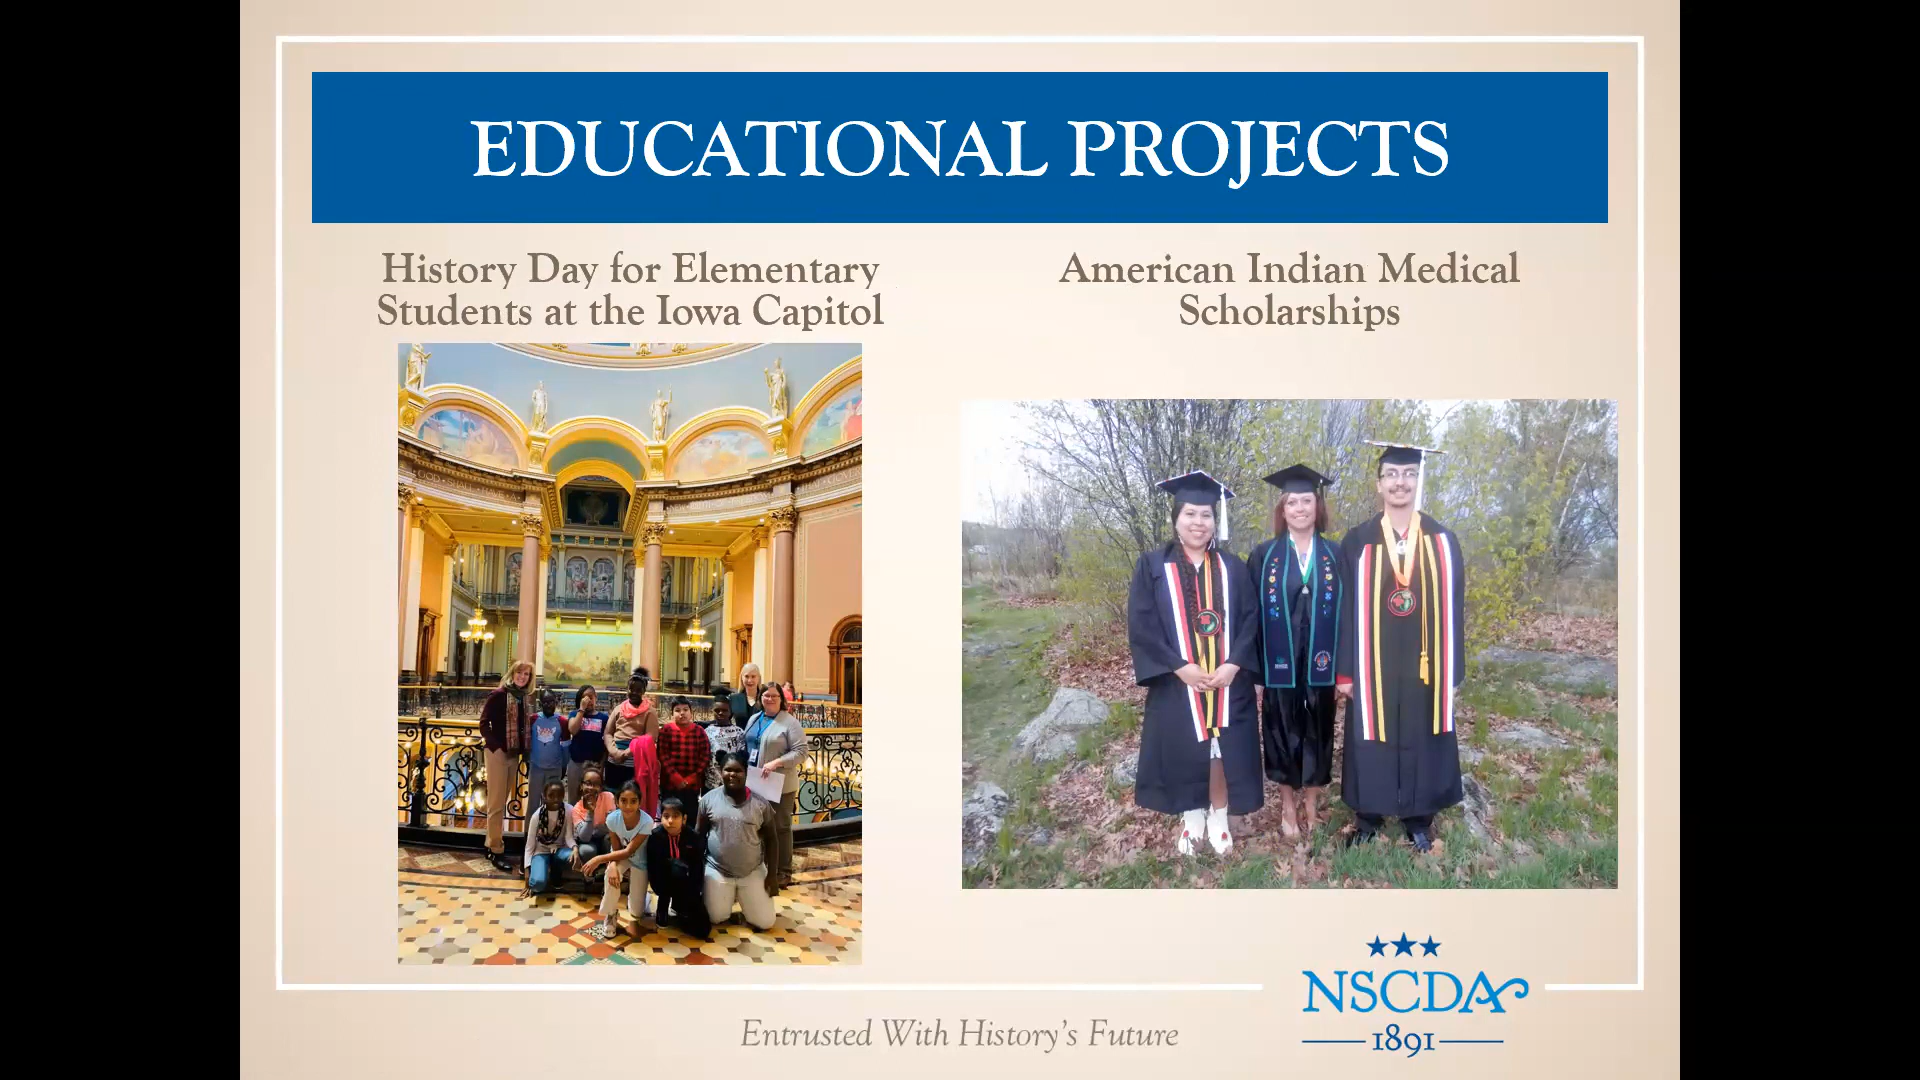 EDUCATIONAL PROJECTS
History Day for Elementary
Students at the Iowa Capitol
American Indian Medical
Scholarships
NSCDA
1891
Entrusted With History's Future